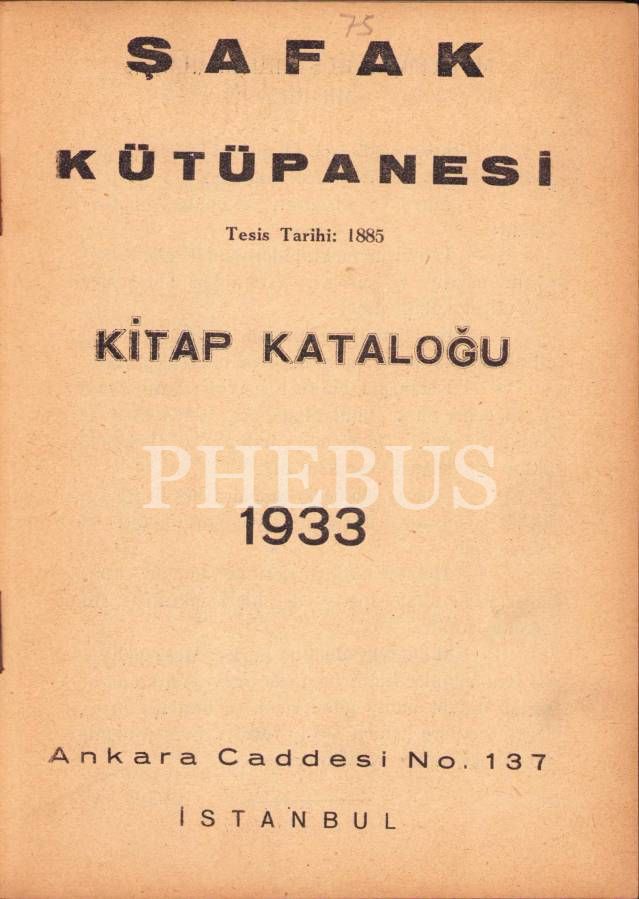 75
ŞAFAK
KÜTÜPANESİ
Tesis Tarihi: 1885
KİTAP KATALOĞU
PHEBUS
1933
Ankara Caddesi No. 137
İSTANBUL